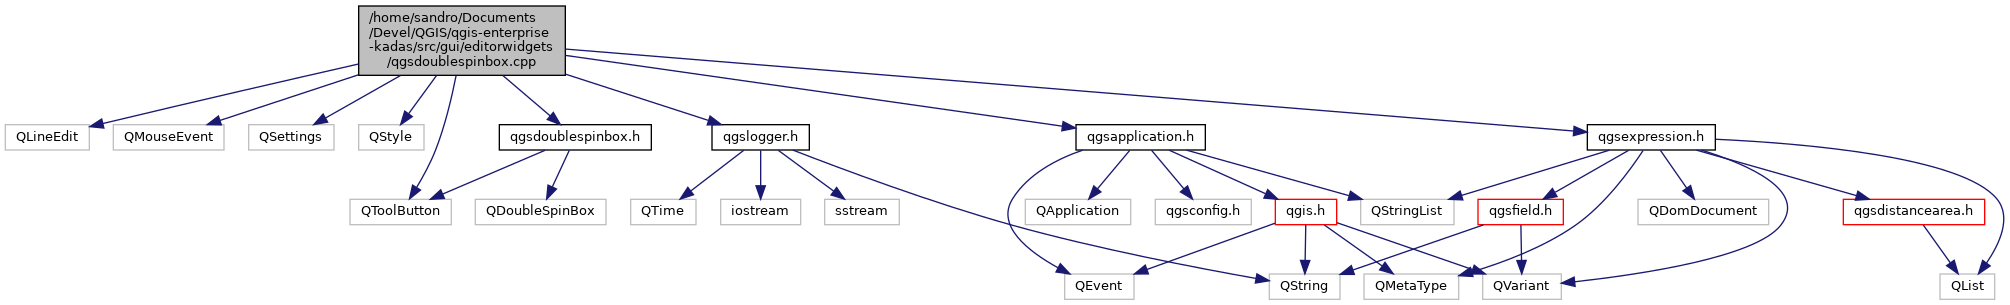 /home/sandro/Documents
/Devel/QGIS/qgis-enterprise
-kadas/src/gui/editorwidgets
/qgsdoublespinbox.cpp
QLineEdit
QMouseEvent
QSettings
QStyle
qgsdoublespinbox.h
qgslogger.h
qgsapplication.h
qgsexpression.h
QToolButton
QDoubleSpinBox
QTime
iostream
sstream
QApplication
qgsconfig.h
qgis.h
QStringList
qgsfield.h
QDomDocument
qgsdistancearea.h
QEvent
QString
QMetaType
QVariant
QList